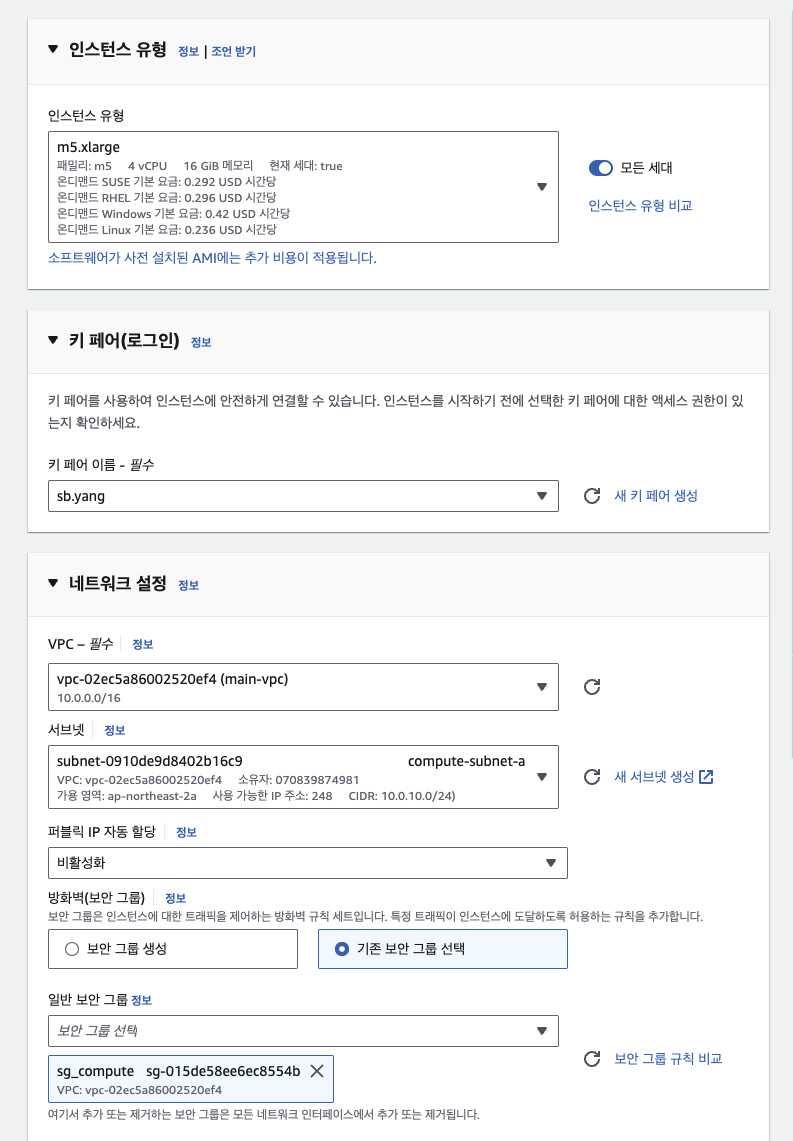 인스턴스 유형 정보 | 조언 받기
인스턴스 유형
m5.xlarge
패밀리: m5 4 vCPU 16 GiB 메모리 현재 세대: true
온디맨드 SUSE 기본 요금: 0.292 USD 시간당
온디맨드 RHEL 기본 요금: 0.296 USD 시간당
온디맨드 Windows 기본 요금: 0.42 USD 시간당
온디맨드 Linux 기본 요금: 0.236 USD 시간당
모든 세대
인스턴스 유형 비교
소프트웨어가 사전 설치된 AMI에는 추가 비용이 적용됩니다.
키 페어(로그인) 정보
키 페어를 사용하여 인스턴스에 안전하게 연결할 수 있습니다. 인스턴스를 시작하기 전에 선택한 키 페어에 대한 액세스 권한이 있
는지 확인하세요.
키 페어 이름 - 필수
sb.yang
새 키 페어 생성
네트워크 설정 정보
VPC – 필수 정보
vpc-02ec5a86002520ef4 (main-vpc)
10.0.0.0/16
서브넷 정보
subnet-0910de9d8402b16c9 compute-subnet-a
VPC: vpc-02ec5a86002520ef4 소유자: 070839874981
가용 영역: ap-northeast-2a 사용 가능한 IP 주소: 248 CIDR: 10.0.10.0/24)
새 서브넷 생성
퍼블릭 IP 자동 할당 정보
비활성화
방화벽(보안 그룹) 정보
보안 그룹은 인스턴스에 대한 트래픽을 제어하는 방화벽 규칙 세트입니다. 특정 트래픽이 인스턴스에 도달하도록 허용하는 규칙을 추가합니다.
보안 그룹 생성
기존 보안 그룹 선택
일반 보안 그룹 정보
보안 그룹 선택
보안 그룹 규칙 비교
sg_compute sg-015de58ee6ec8554b
VPC: vpc-02ec5a86002520ef4
여기서 추가 또는 제거하는 보안 그룹은 모든 네트워크 인터페이스에서 추가 또는 제거됩니다.